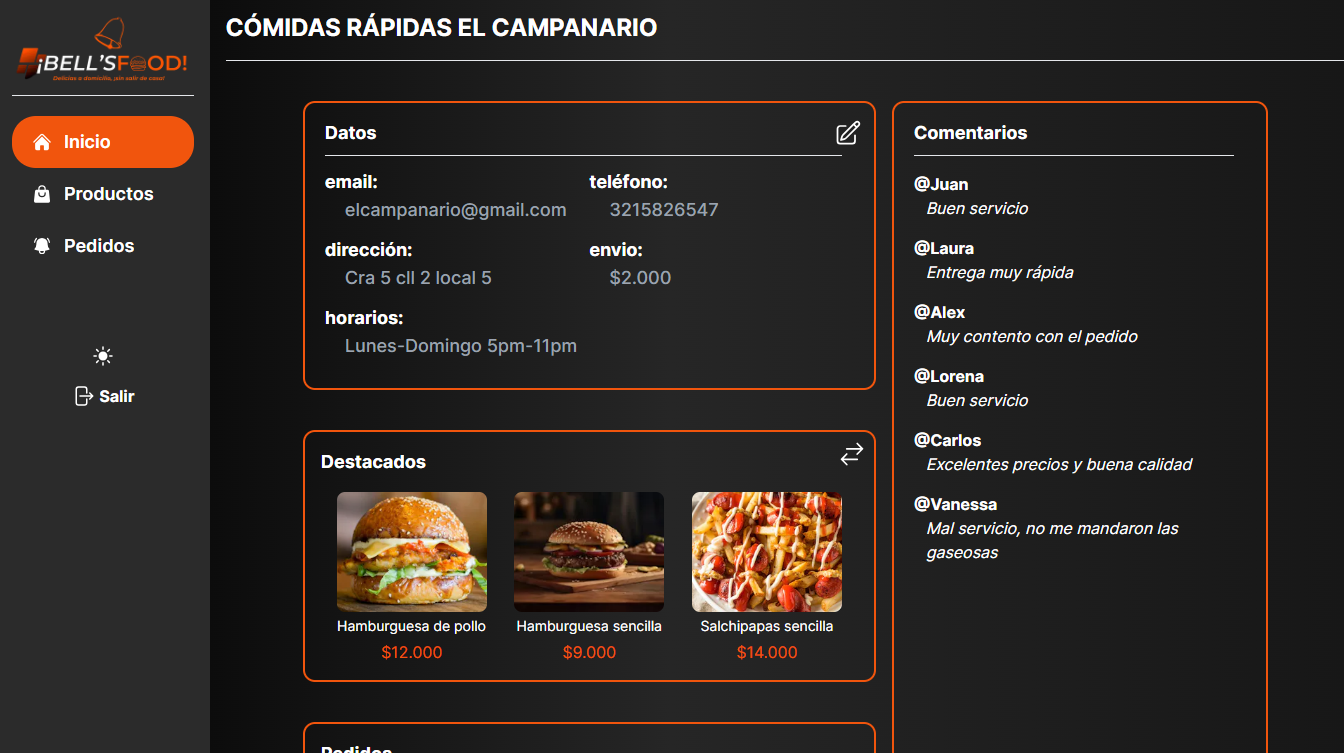 ¡BELL'SFOOD!
Delicias a domicilio, ¡sin salir de casa!
Inicio
Productos
Pedidos
Salir
CÓMIDAS RÁPIDAS EL CAMPANARIO
Datos
email:
elcampanario@gmail.com
teléfono:
3215826547
dirección:
Cra 5 cll 2 local 5
envio:
$2.000
horarios:
Lunes-Domingo 5pm-11pm
Destacados
Hamburguesa de pollo
$12.000
Hamburguesa sencilla
$9.000
Salchipapas sencilla
$14.000
Pedidos
Comentarios
@Juan
Buen servicio
@Laura
Entrega muy rápida
@Alex
Muy contento con el pedido
@Lorena
Buen servicio
@Carlos
Excelentes precios y buena calidad
@Vanessa
Mal servicio, no me mandaron las
gaseosas